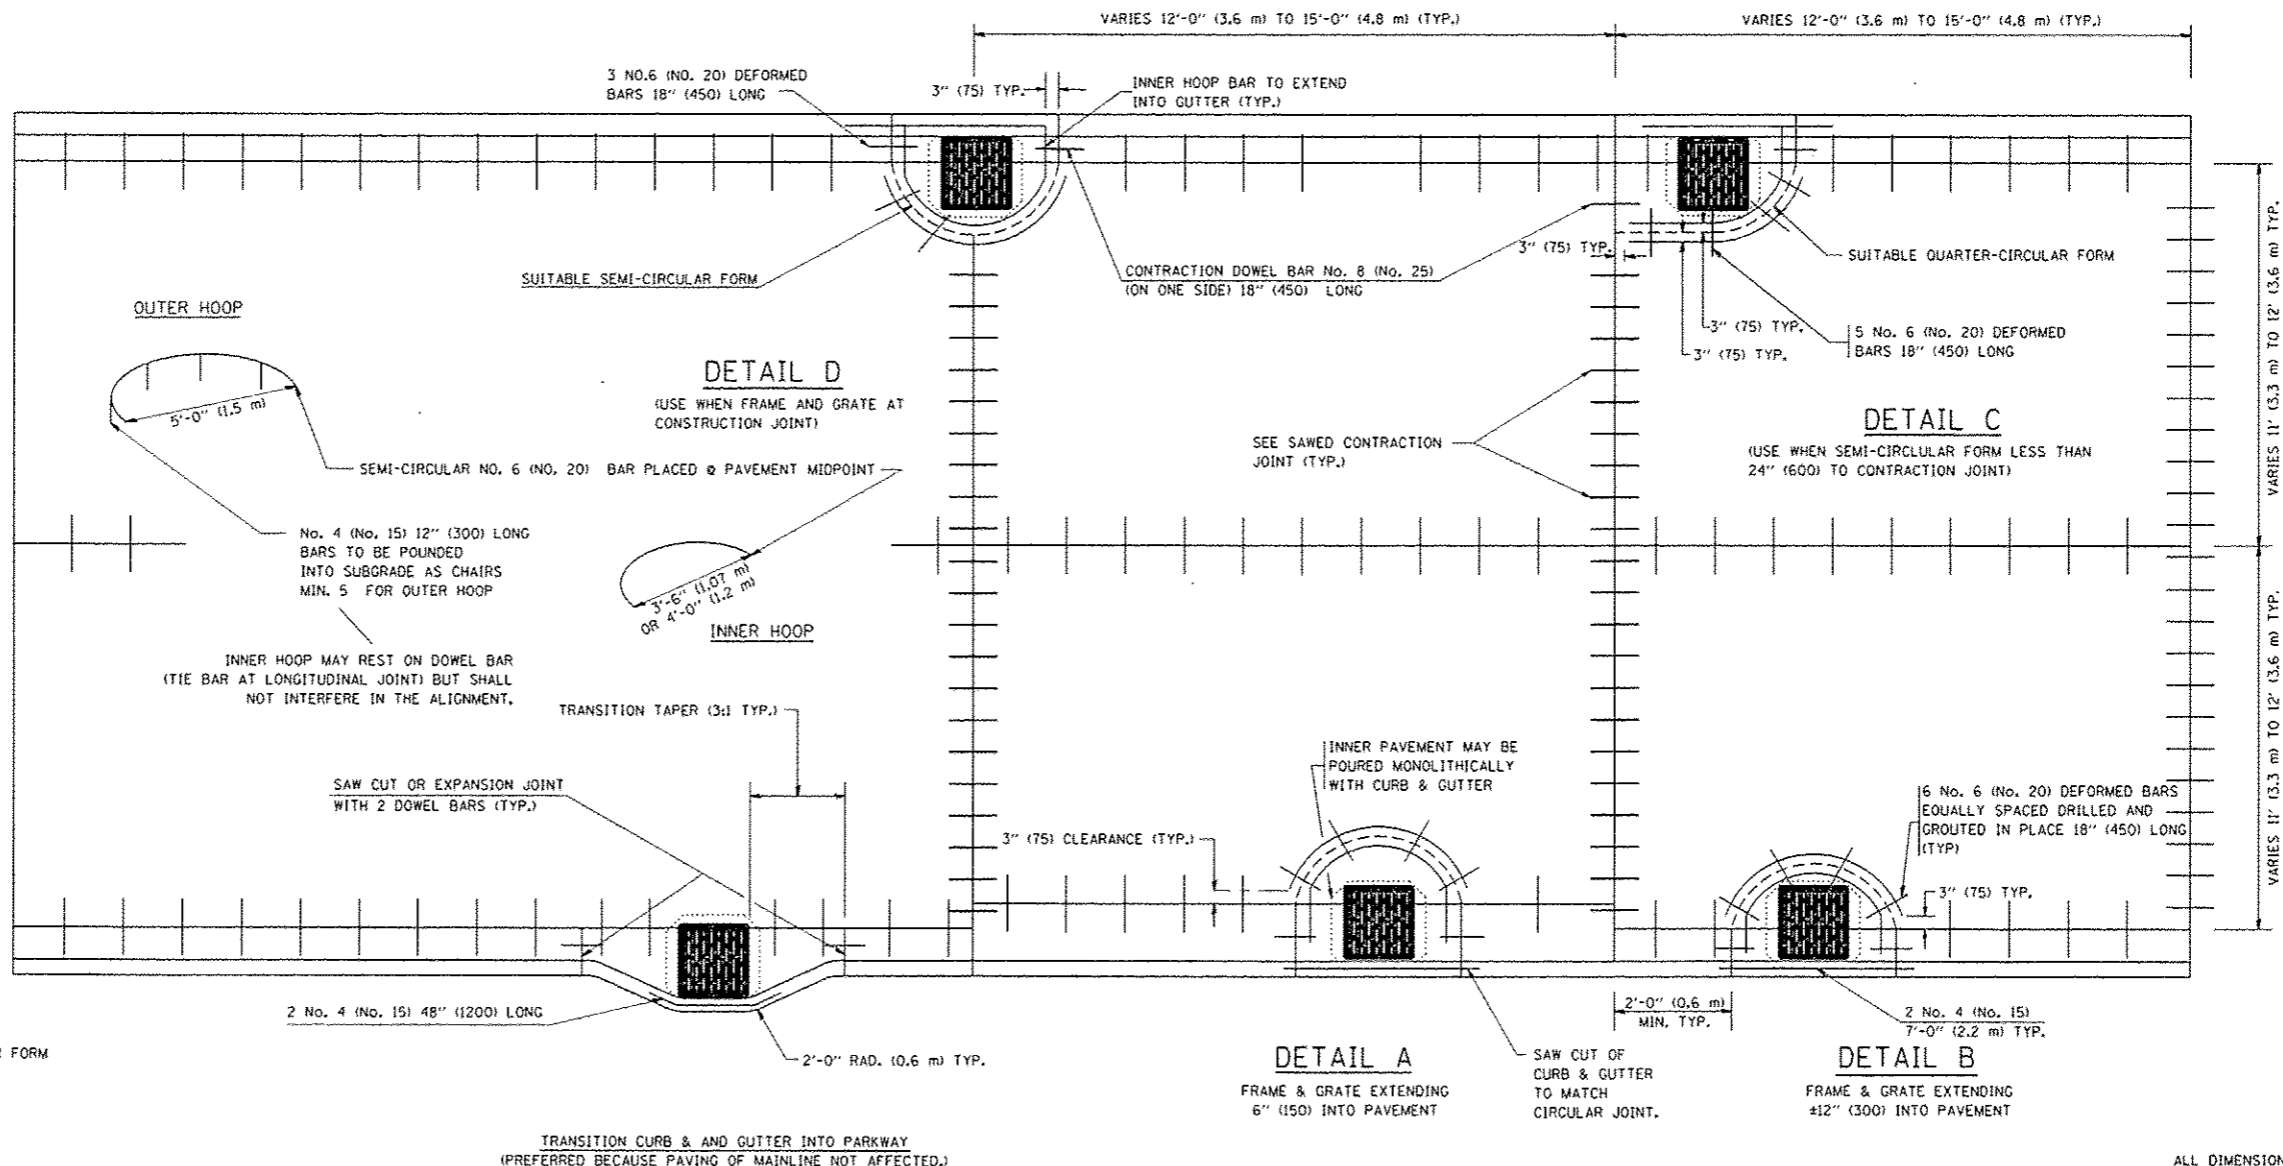 VARIES 12'-0" (3.6 m) TO 15'-0" (4.8 m) (TYP.)
VARIES 12'-0" (3.6 m) TO 15'-0" (4.8 m) (TYP.)
3 NO.6 (NO. 20) DEFORMED
BARS 18" (450) LONG
3" (75) TYP.
INNER HOOP BAR TO EXTEND
INTO GUTTER (TYP.)
SUITABLE SEMI-CIRCULAR FORM
CONTRACTION DOWEL BAR No. 8 (No. 25)
(ON ONE SIDE) 18" (450) LONG
3" (75) TYP.
SUITABLE QUARTER-CIRCULAR FORM
3" (75) TYP.
3" (75) TYP.
5 No. 6 (No. 20) DEFORMED
BARS 18" (450) LONG
VARIES 11' (3.3 m) TO 12' (3.6 m) TYP.
OUTER HOOP
5'-0" (1.5 m)
DETAIL D
(USE WHEN FRAME AND GRATE AT
CONSTRUCTION JOINT)
SEMI-CIRCULAR NO. 6 (NO. 20) BAR PLACED @ PAVEMENT MIDPOINT
SEE SAWED CONTRACTION
JOINT (TYP.)
DETAIL C
(USE WHEN SEMI-CIRCLULAR FORM LESS THAN
24" (600) TO CONTRACTION JOINT)
No. 4 (No. 15) 12" (300) LONG
BARS TO BE POUNDED
INTO SUBGRADE AS CHAIRS
MIN. 5 FOR OUTER HOOP
3'-6" (1.07 m)
OR 4'-0" (1.2 m)
INNER HOOP
INNER HOOP MAY REST ON DOWEL BAR
(TIE BAR AT LONGITUDINAL JOINT) BUT SHALL
NOT INTERFERE IN THE ALIGNMENT.
TRANSITION TAPER (3:1 TYP.)
SAW CUT OR EXPANSION JOINT
WITH 2 DOWEL BARS (TYP.)
INNER PAVEMENT MAY BE
POURED MONOLITHICALLY
WITH CURB & GUTTER
3" (75) CLEARANCE (TYP.)
6 No. 6 (No. 20) DEFORMED BARS
EQUALLY SPACED DRILLED AND
GROUTED IN PLACE 18" (450) LONG
(TYP)
3" (75) TYP.
VARIES 11' (3.3 m) TO 12' (3.6 m) TYP.
2 No. 4 (No. 15) 48" (1200) LONG
2'-0" RAD. (0.6 m) TYP.
2'-0" (0.6 m)
MIN. TYP.
2 No. 4 (No. 15)
7'-0" (2.2 m) TYP.
FORM
DETAIL A
FRAME & GRATE EXTENDING
6" (150) INTO PAVEMENT
SAW CUT OF
CURB & GUTTER
TO MATCH
CIRCULAR JOINT.
DETAIL B
FRAME & GRATE EXTENDING
±12" (300) INTO PAVEMENT
TRANSITION CURB & AND GUTTER INTO PARKWAY
(PREFERRED BECAUSE PAVING OF MAINLINE NOT AFFECTED.)
ALL DIMENSION